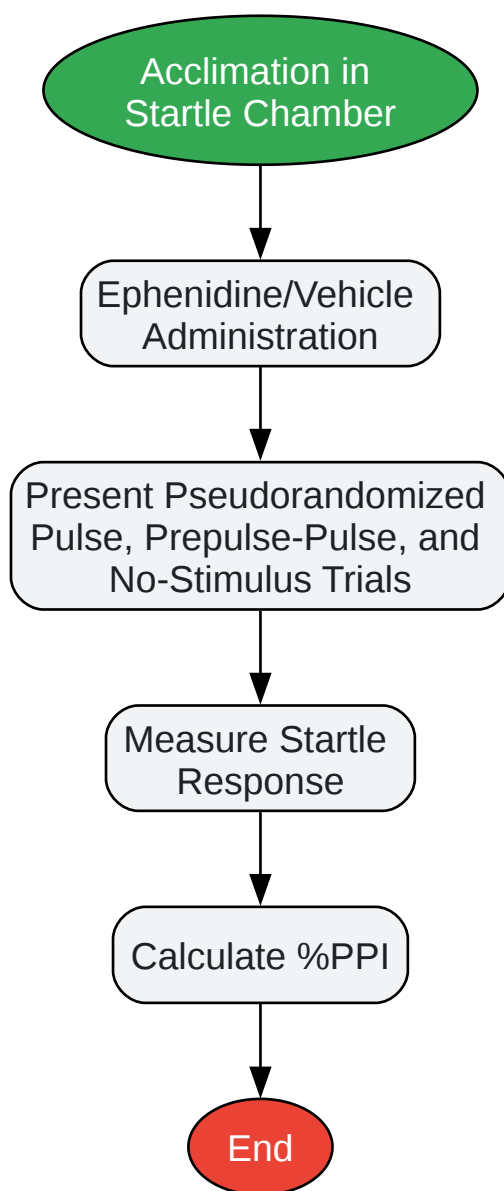 Acclimation in
Startle Chamber
Ephenidine/Vehicle
Administration
Present Pseudorandomized
Pulse, Prepulse-Pulse, and
No-Stimulus Trials
Measure Startle
Response
Calculate %PPI
End